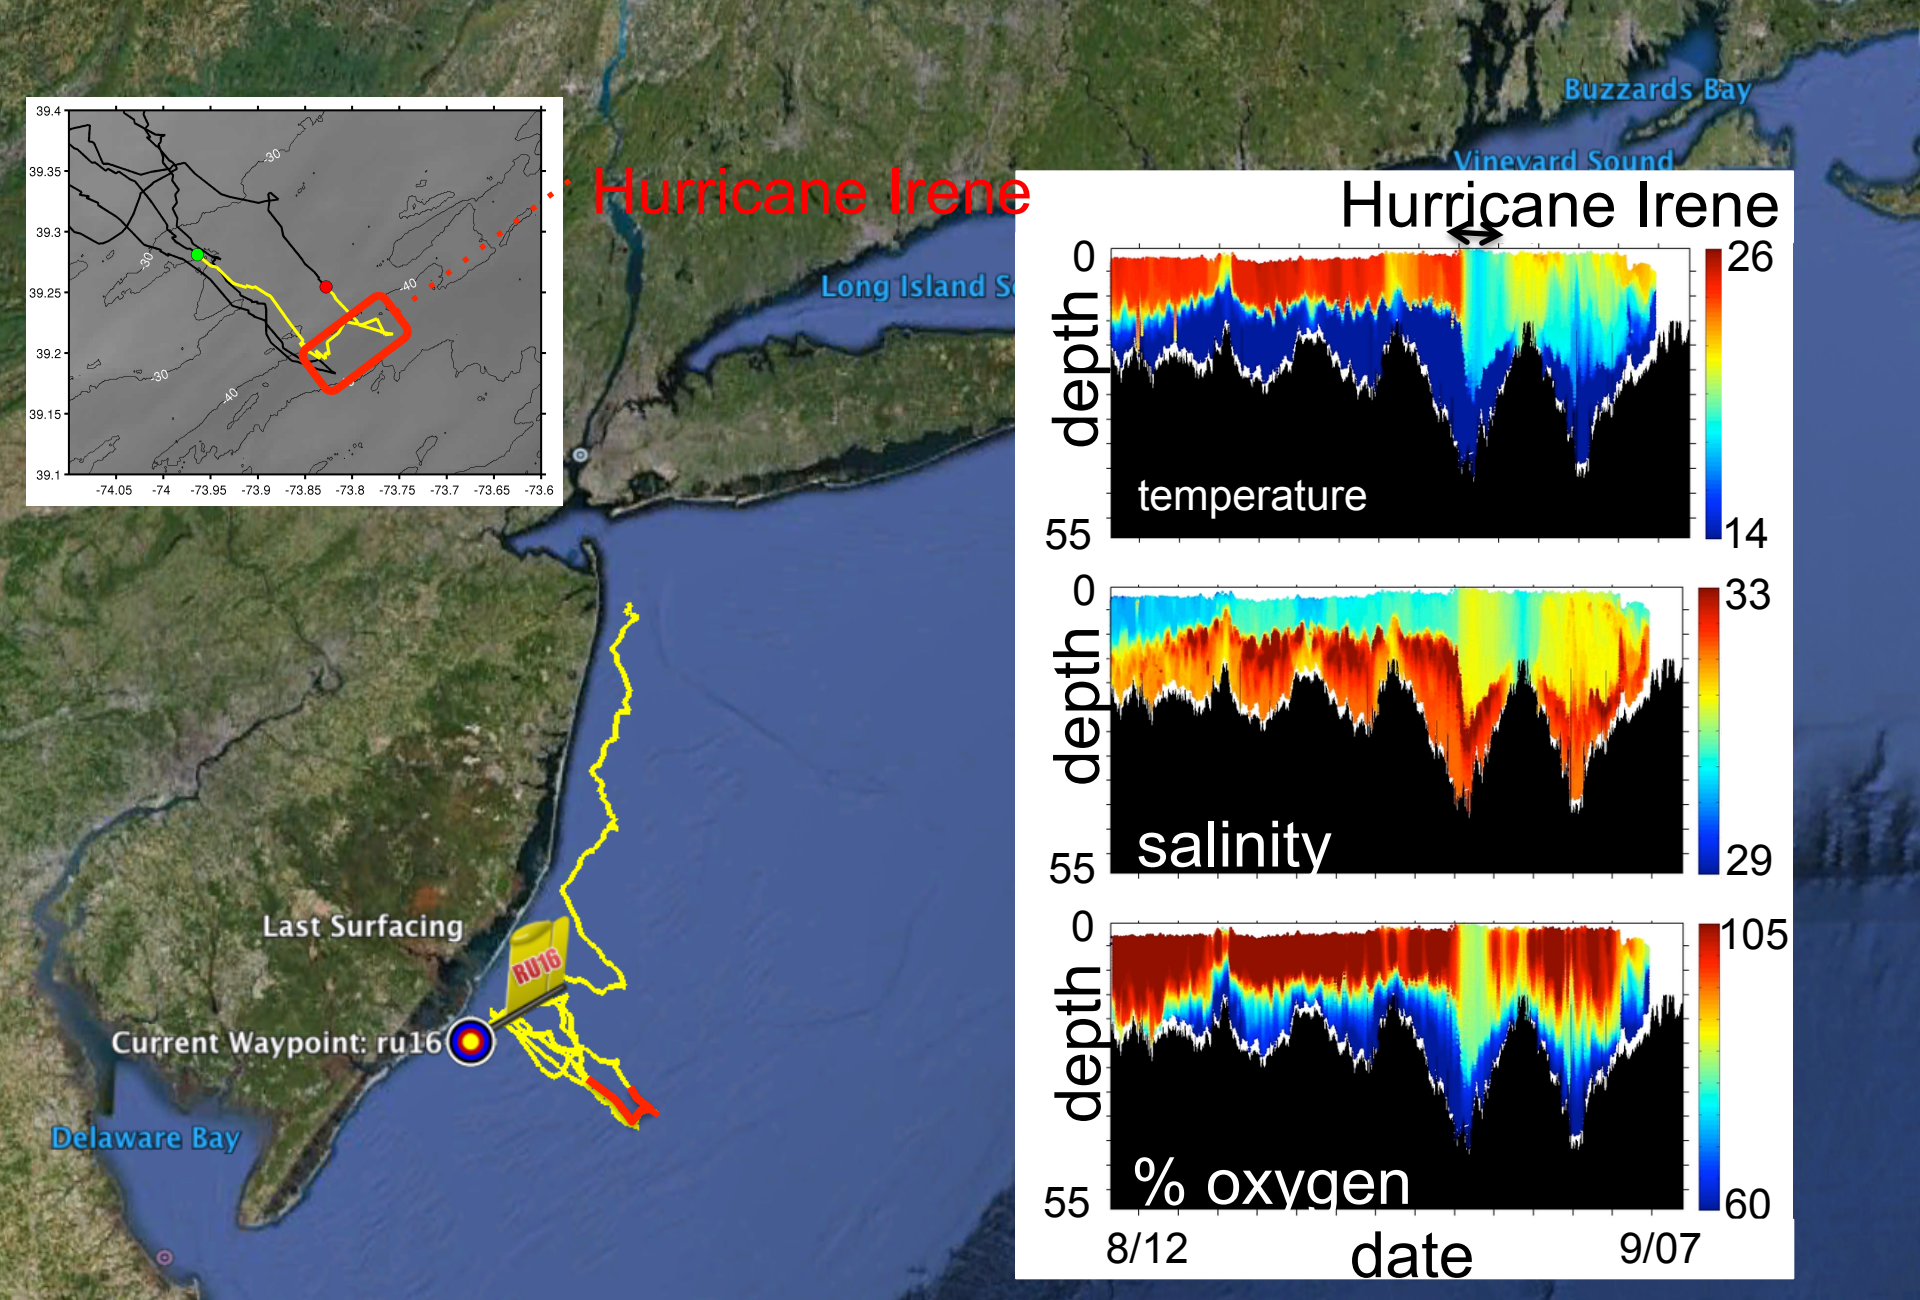 Buzzards Bay
Vineyard Sound
Hurricane Irene
Long Island S
39.4
39.35
39.3
39.25
39.2
39.15
39.1
-74.05 -74 -73.95 -73.9 -73.85 -73.8 -73.75 -73.7 -73.65 -73.6
-30
-30
-30
-40
-40
Last Surfacing
RU16
Current Waypoint: ru16
Delaware Bay
Hurricane Irene
0
depth
55
temperature
26
14
0
depth
55
salinity
33
29
0
depth
55
% oxygen
105
60
8/12 date 9/07